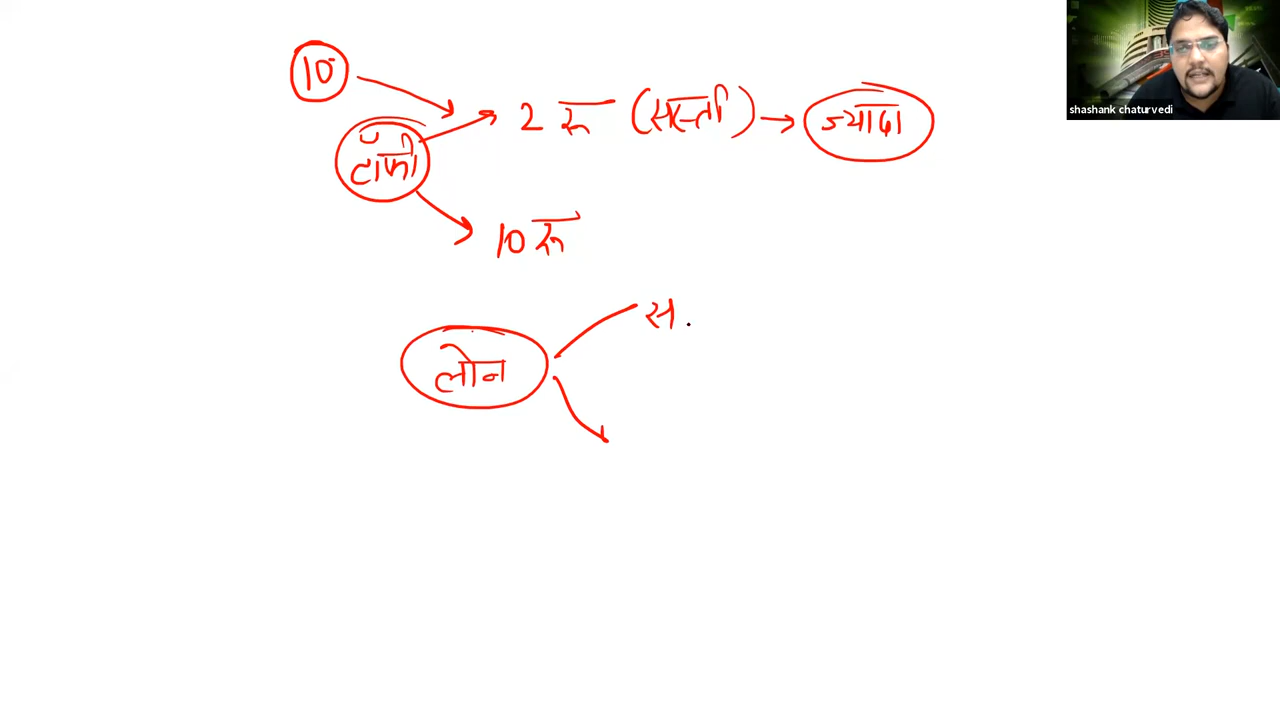 10
shashank chaturvedi
टॉफी 2 रू (सस्ती) ज्यादा
10 रू
स
लोन